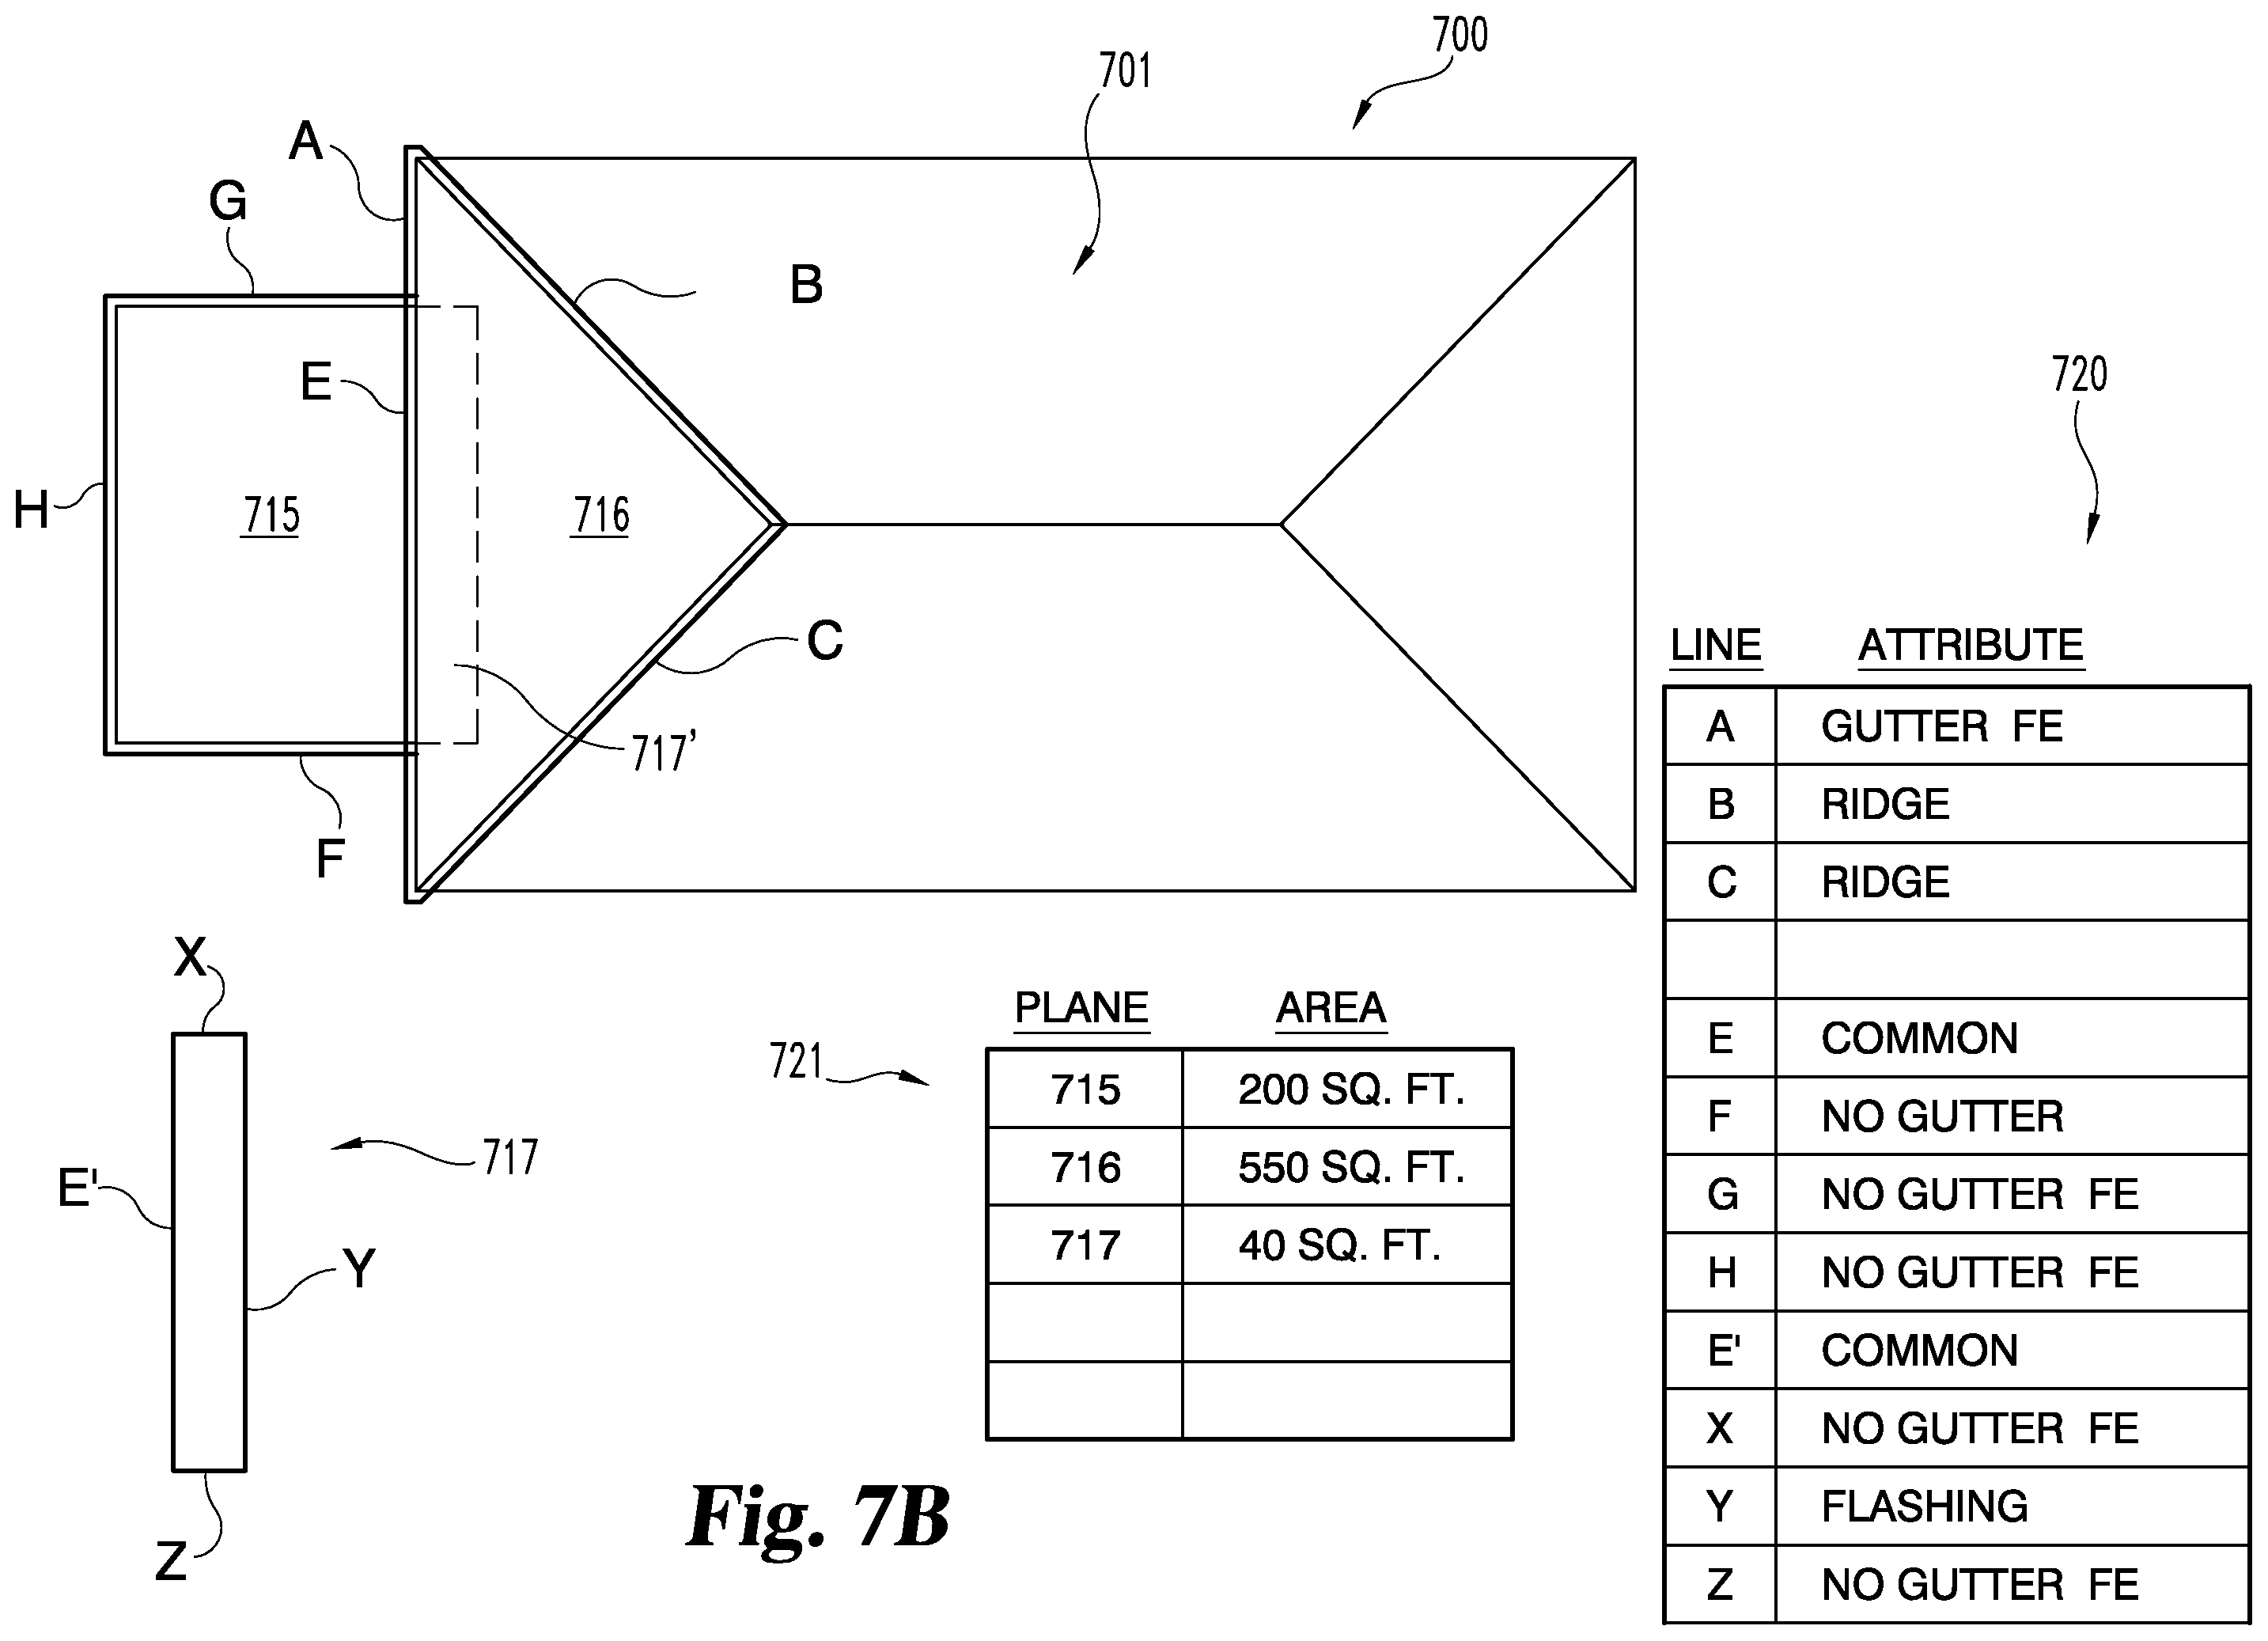 700
701
A
G
B
E
720
H
715
716
C
717’
F
LINE ATTRIBUTE
A GUTTER FE
B RIDGE
C RIDGE
E COMMON
F NO GUTTER
G NO GUTTER FE
H NO GUTTER FE
E' COMMON
X NO GUTTER FE
Y FLASHING
Z NO GUTTER FE
X
E'
717
Y
Z
721
PLANE AREA
715 200 SQ. FT.
716 550 SQ. FT.
717 40 SQ. FT.
Fig. 7B